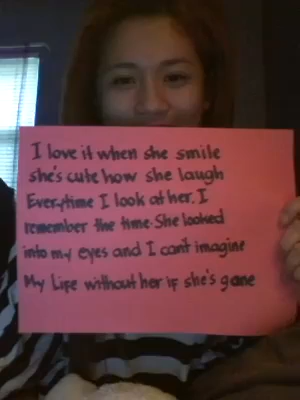 I love it when she smile
she's cute how she laugh
Everytime I look at her. I
remember the time. She looked
into my eyes and I can't imagine
My Life without her if she's gone